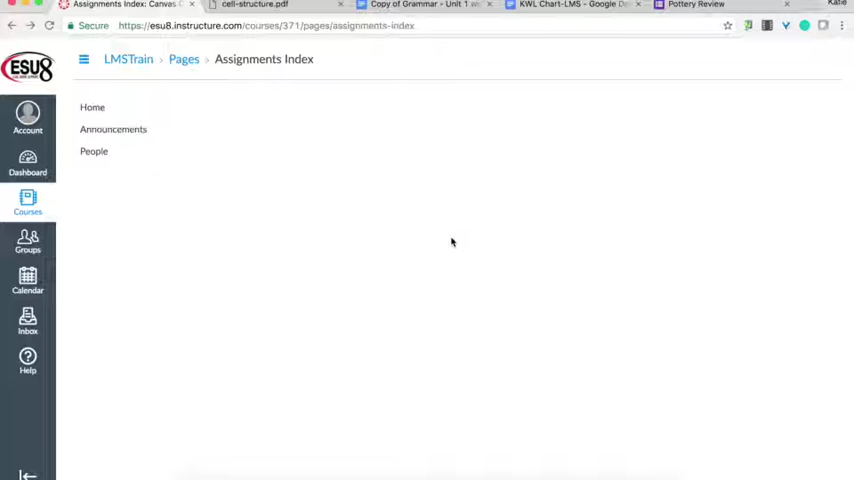 Assignments Index: Canvas C
cell-structure.pdf
Copy of Grammar - Unit 1 w
KWL Chart-LMS - Google D
Pottery Review
Katie
Secure
https://esu8.instructure.com/courses/371/pages/assignments-index
ESU8
LMSTrain > Pages > Assignments Index
Home
Announcements
People
Account
Dashboard
Courses
Groups
Calendar
Inbox
Help